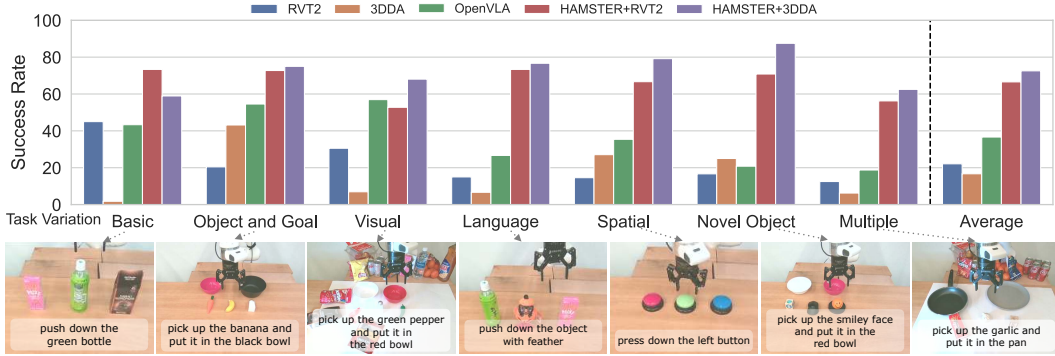 RVT2 3DDA OpenVLA HAMSTER+RVT2 HAMSTER+3DDA
100
80
60
40
20
0
Success Rate
Task Variation Basic Object and Goal Visual Language Spatial Novel Object Multiple Average
push down the
green bottle
pick up the banana and
put it in the black bowl
pick up the green pepper
and put it in
the red bowl
push down the object
with feather
press down the left button
pick up the smiley face
and put it in the
red bowl
pick up the garlic and
put it in the pan